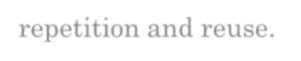 repetition and reuse.